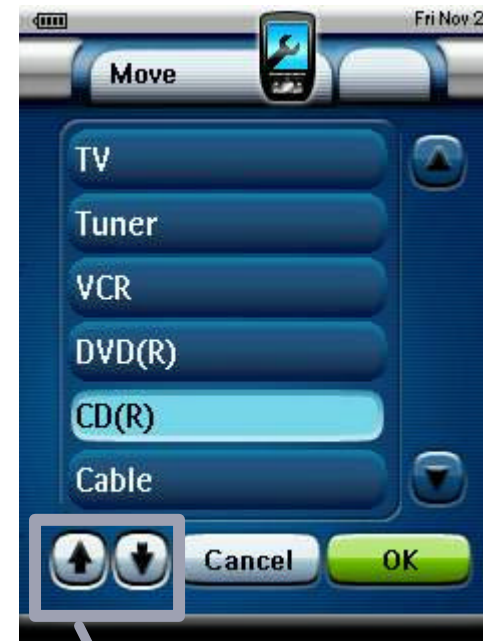 Fri Nov 2
Move
TV
Tuner
VCR
DVD(R)
CD(R)
Cable
Cancel OK